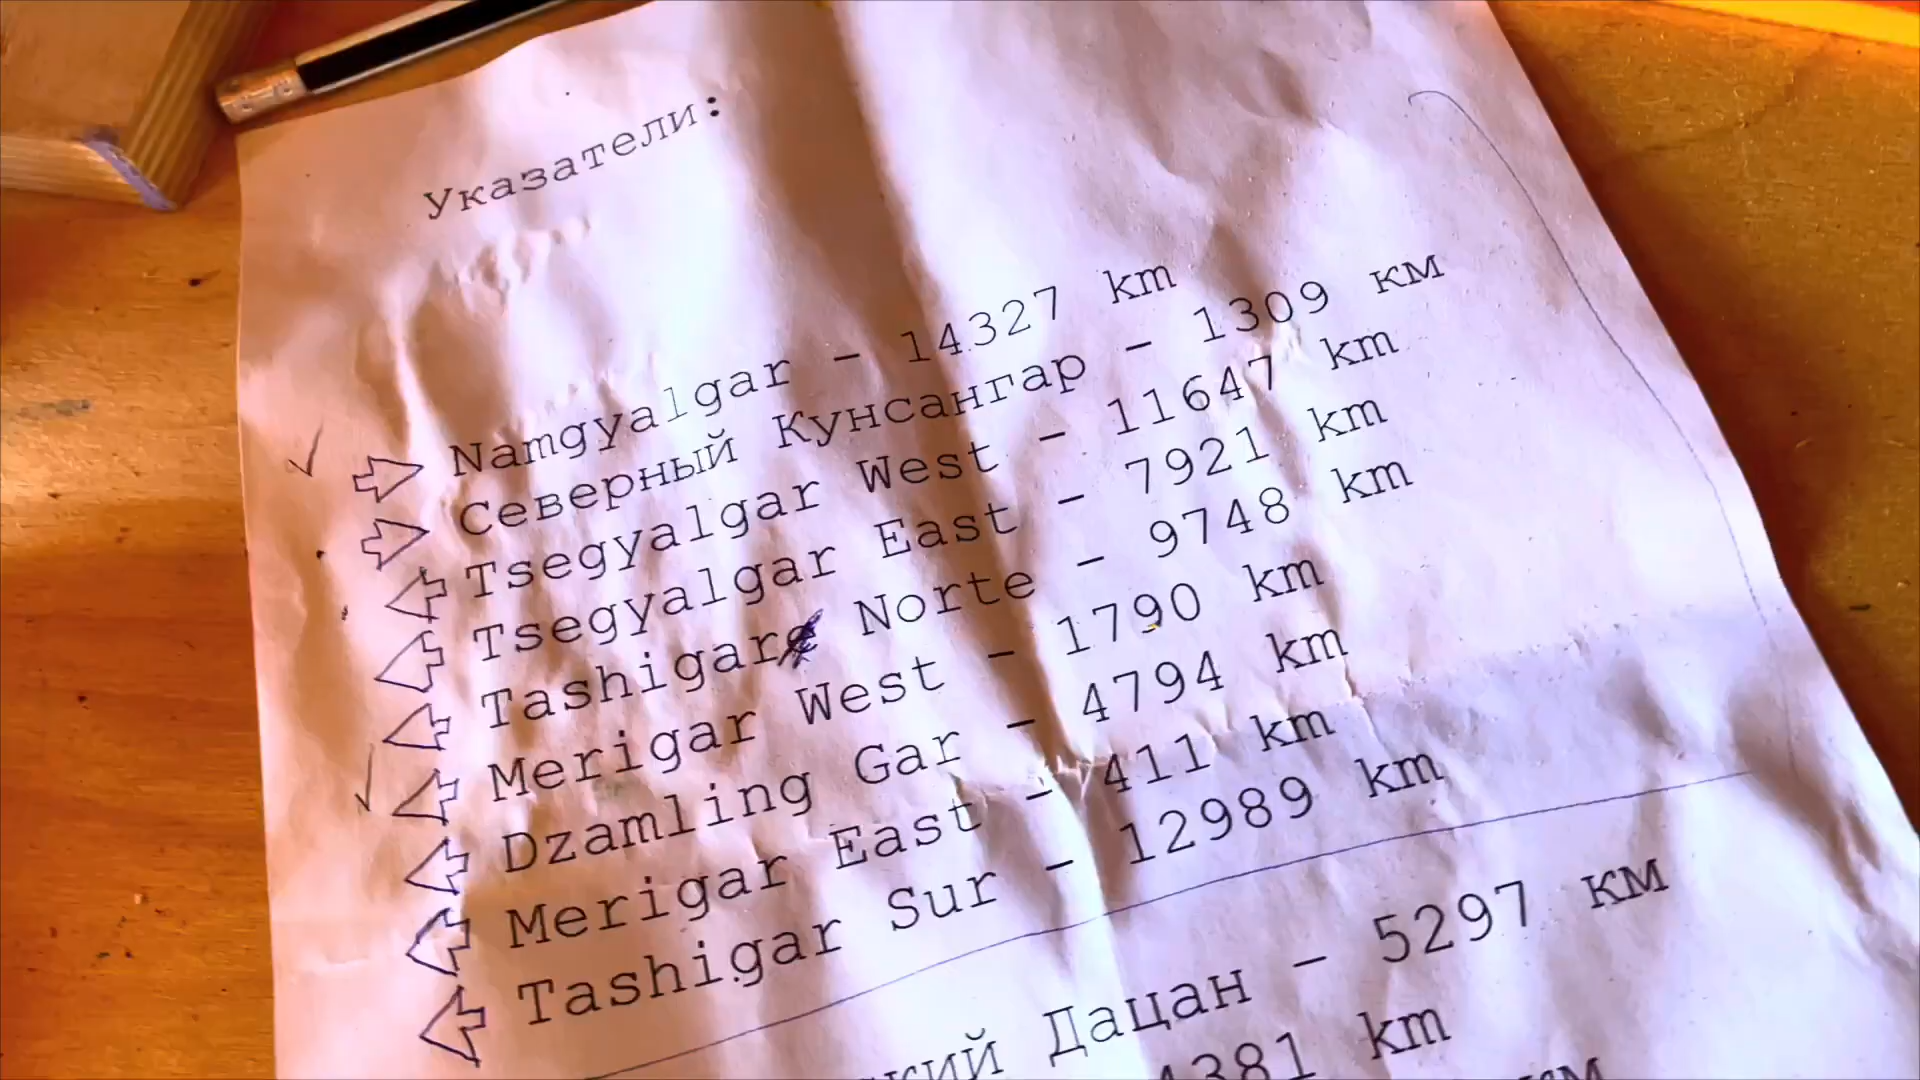 Указатели:
Namgyalgar - 14327 km
Северный Кунсангар - 1309 км
Tsegyalgar West - 11647 km
Tsegyalgar East - 7921 km
Tashigar Norte - 9748 km
Merigar West - 1790 km
Dzamling Gar - 4794 km
Merigar East - 411 km
Tashigar Sur - 12989 km
Дацан - 5297 км
km
км